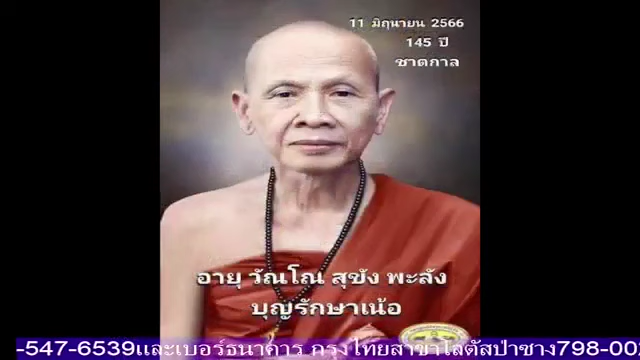 11 มิถุนายน 2566
145 ปี
ชาตกาล
อายุ วัณโณ สุขัง พะลัง
บุญรักษาเน้อ
-547-6539และเบอร์ธนาคาร กรุงไทยสาขาโลตัสป่าซาง798-00